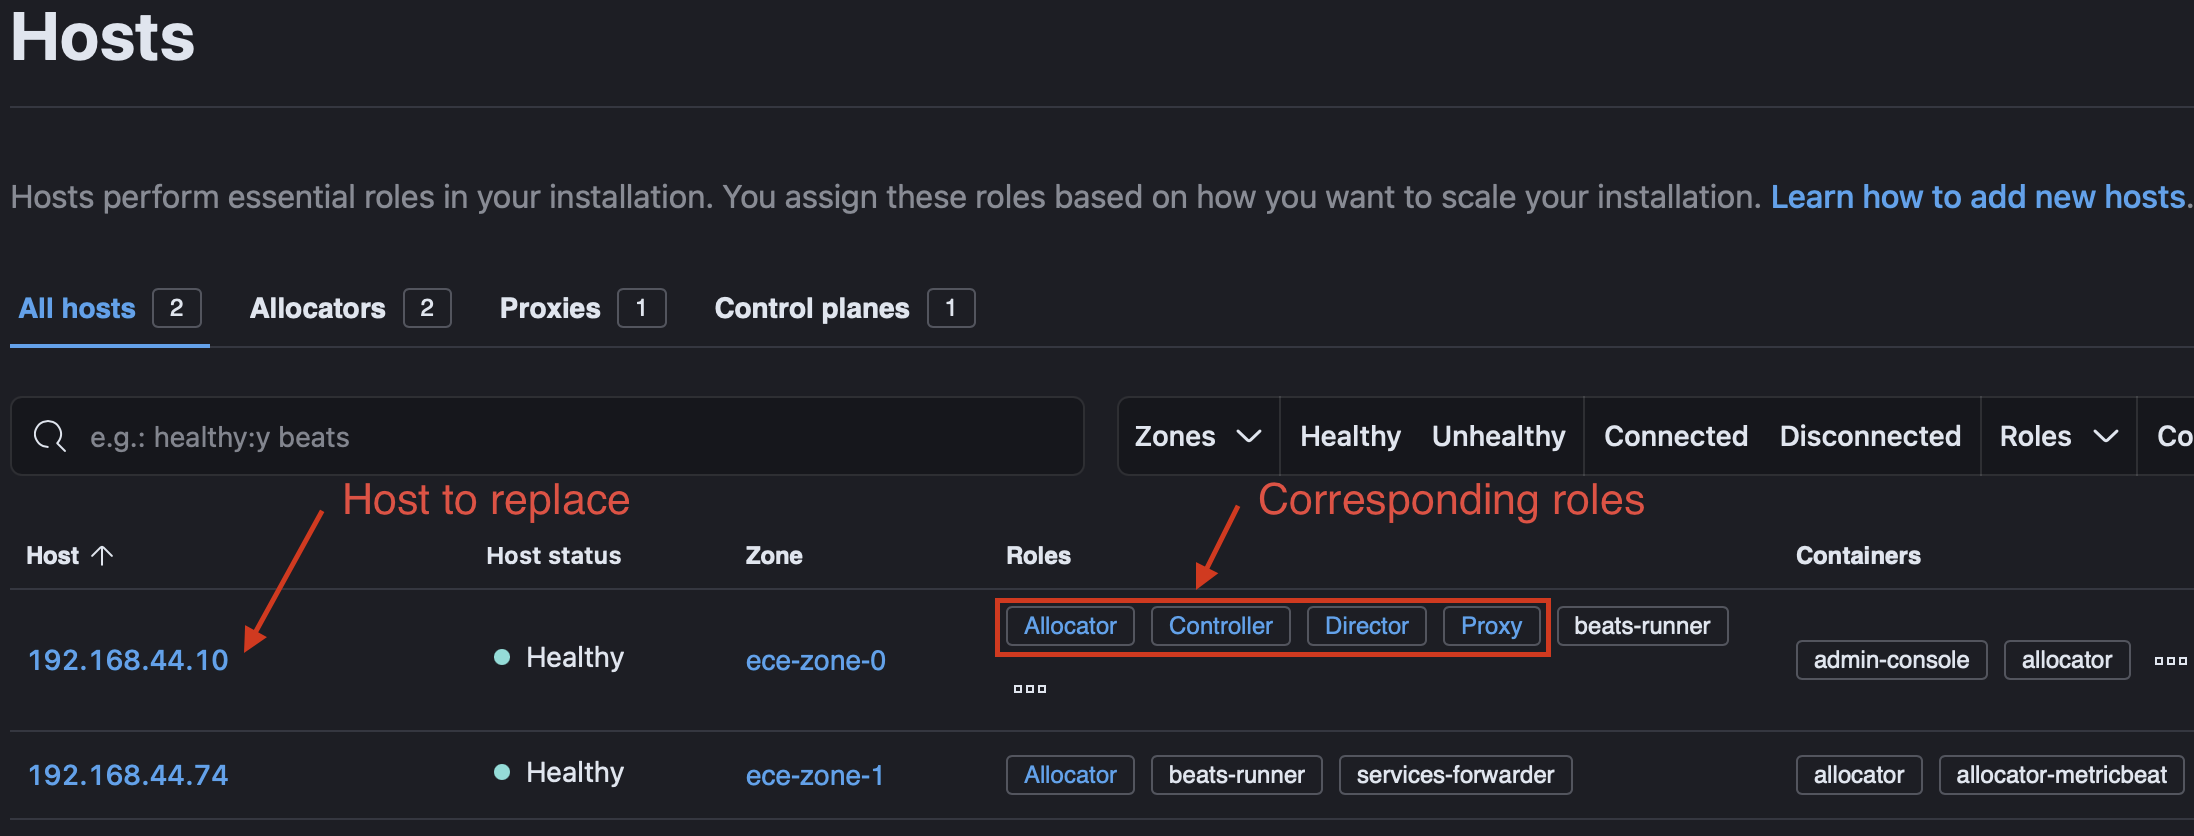 Hosts
Hosts perform essential roles in your installation. You assign these roles based on how you want to scale your installation. Learn how to add new hosts.
All hosts 2 Allocators 2 Proxies 1 Control planes 1
e.g.: healthy:y beats Zones Healthy Unhealthy Connected Disconnected Roles Co
Host to replace Corresponding roles
Host Host status Zone Roles Containers
192.168.44.10 Healthy ece-zone-0 Allocator Controller Director Proxy beats-runner admin-console allocator
192.168.44.74 Healthy ece-zone-1 Allocator beats-runner services-forwarder allocator allocator-metricbeat